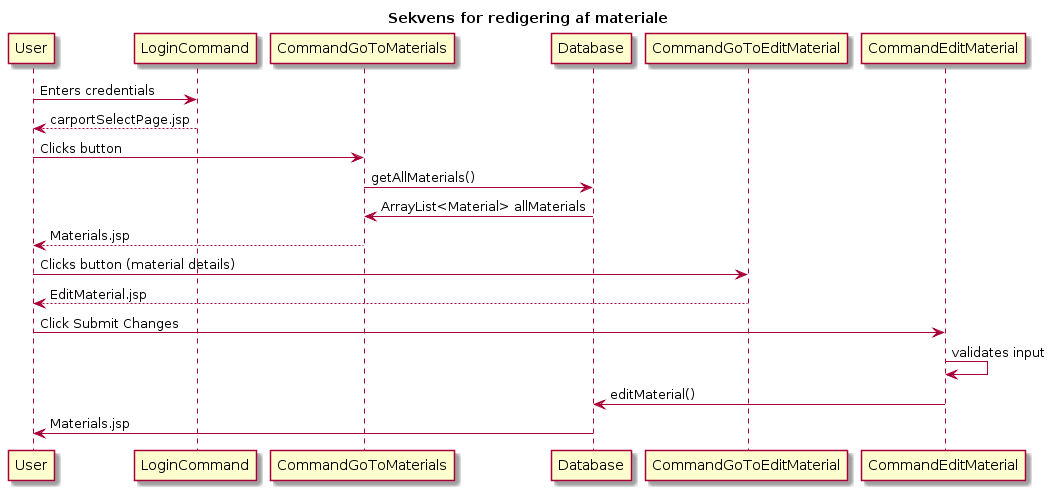 Sekvens for redigering af materiale
User LoginCommand CommandGoToMaterials Database CommandGoToEditMaterial CommandEditMaterial
Enters credentials
carportSelectPage.jsp
Clicks button
getAllMaterials()
ArrayList<Material> allMaterials
Materials.jsp
Clicks button (material details)
EditMaterial.jsp
Click Submit Changes
validates input
editMaterial()
Materials.jsp
User LoginCommand CommandGoToMaterials Database CommandGoToEditMaterial CommandEditMaterial